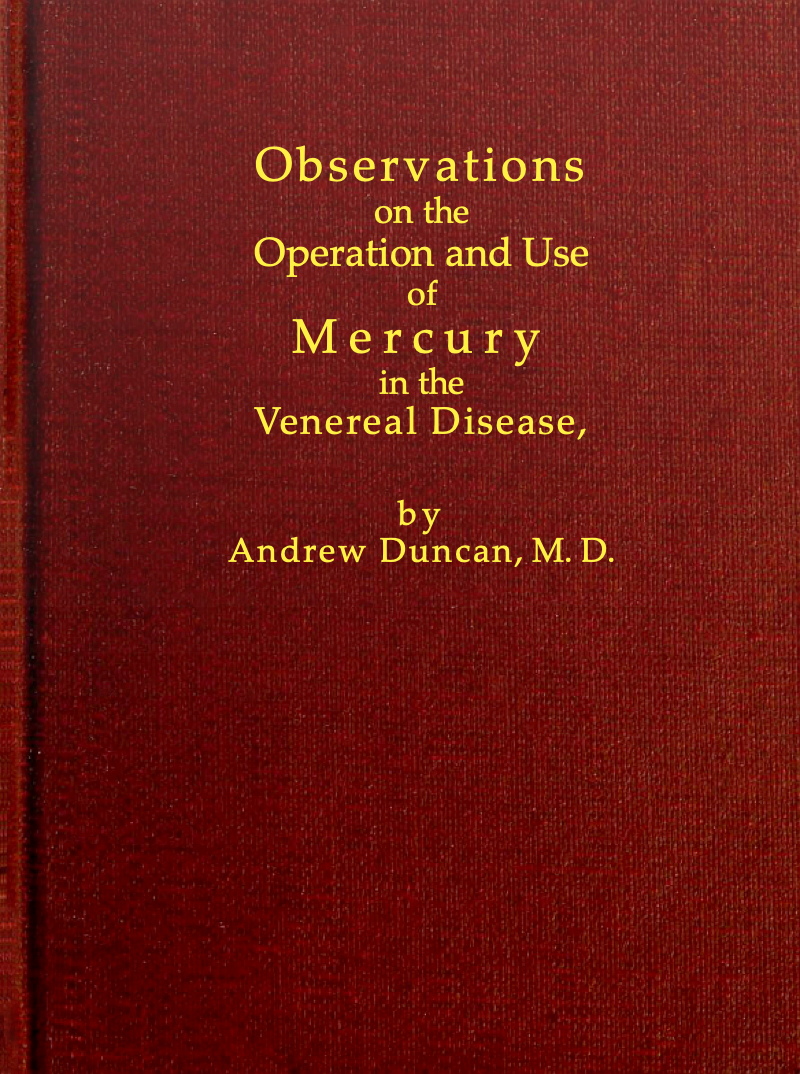 Observations
on the
Operation and Use
of
Mercury
in the
Venereal Disease,
by
Andrew Duncan, M. D.